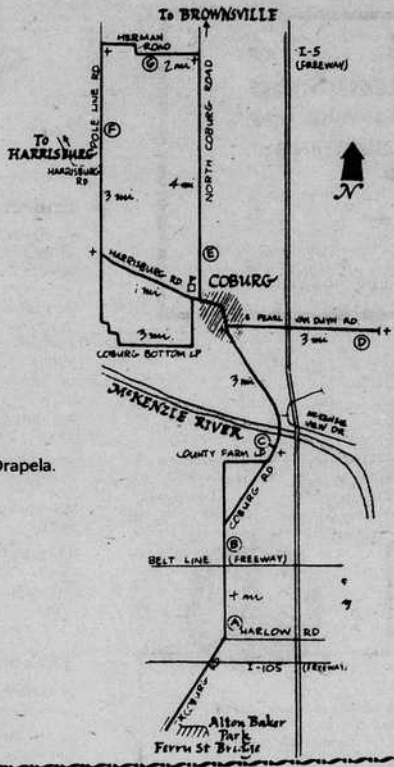 To BROWNSVILLE
HERMAN
ROAD
I-5
(FREEWAY)
G
2 mi
POLE LINE RD
NORTH COBURG ROAD
F
To
HARRISBURG
HARRISBURG
RD
N
3 mi
4 mi
E
HARRISBURG RD
COBURG
1 mi
E PEARL
VAN DUYN RD.
3 mi
D
3 mi.
COBURG BOTTOM LP
3 mi
McKENZIE RIVER
McKENZIE
VIEW DR
C
COUNTY FARM LP
Drapela.
COBURG RD
B
BELT LINE (FREEWAY)
mi
A
HARLOW RD
I-105 (FREEWAY)
COBURG RD
Alton Baker
Park
Ferry St Bridge